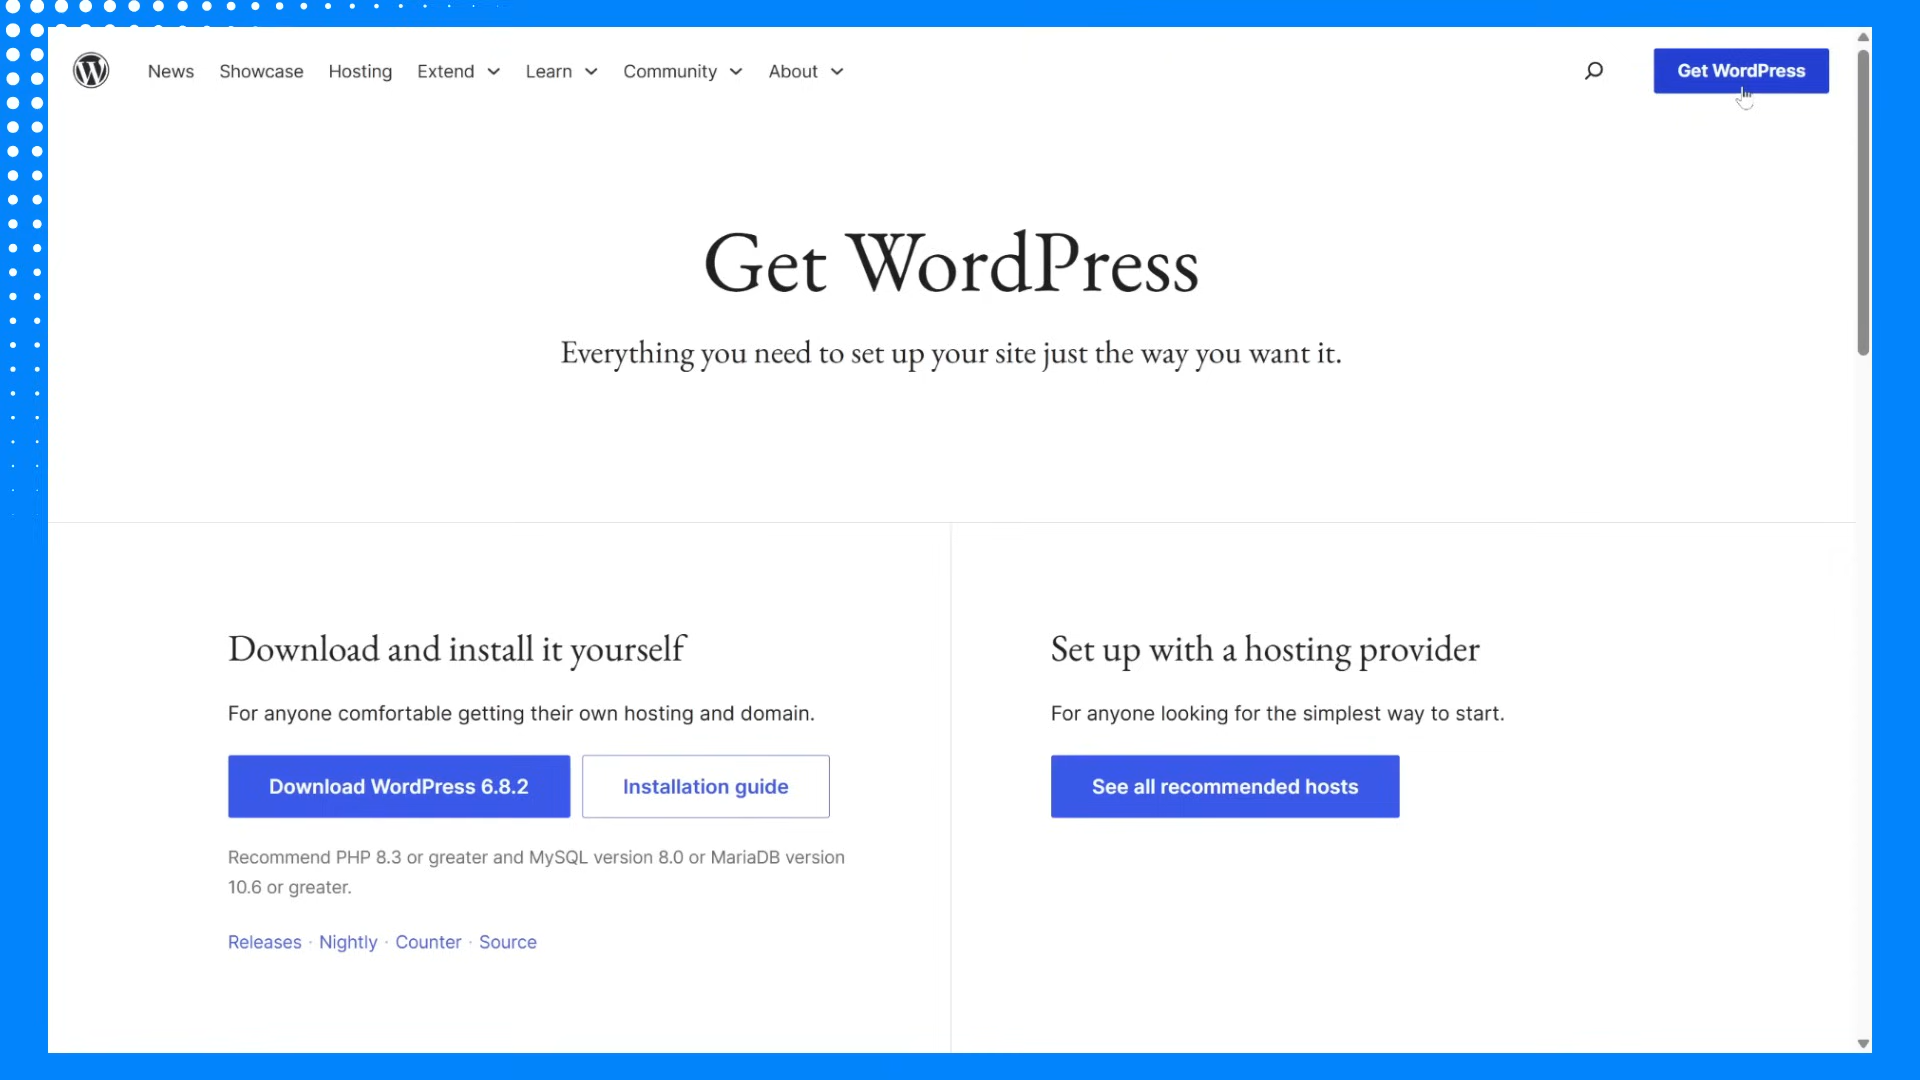 News Showcase Hosting Extend Learn Community About Get WordPress
Get WordPress
Everything you need to set up your site just the way you want it.
Download and install it yourself
For anyone comfortable getting their own hosting and domain.
Download WordPress 6.8.2 Installation guide
Recommend PHP 8.3 or greater and MySQL version 8.0 or MariaDB version
10.6 or greater.
Releases · Nightly · Counter · Source
Set up with a hosting provider
For anyone looking for the simplest way to start.
See all recommended hosts